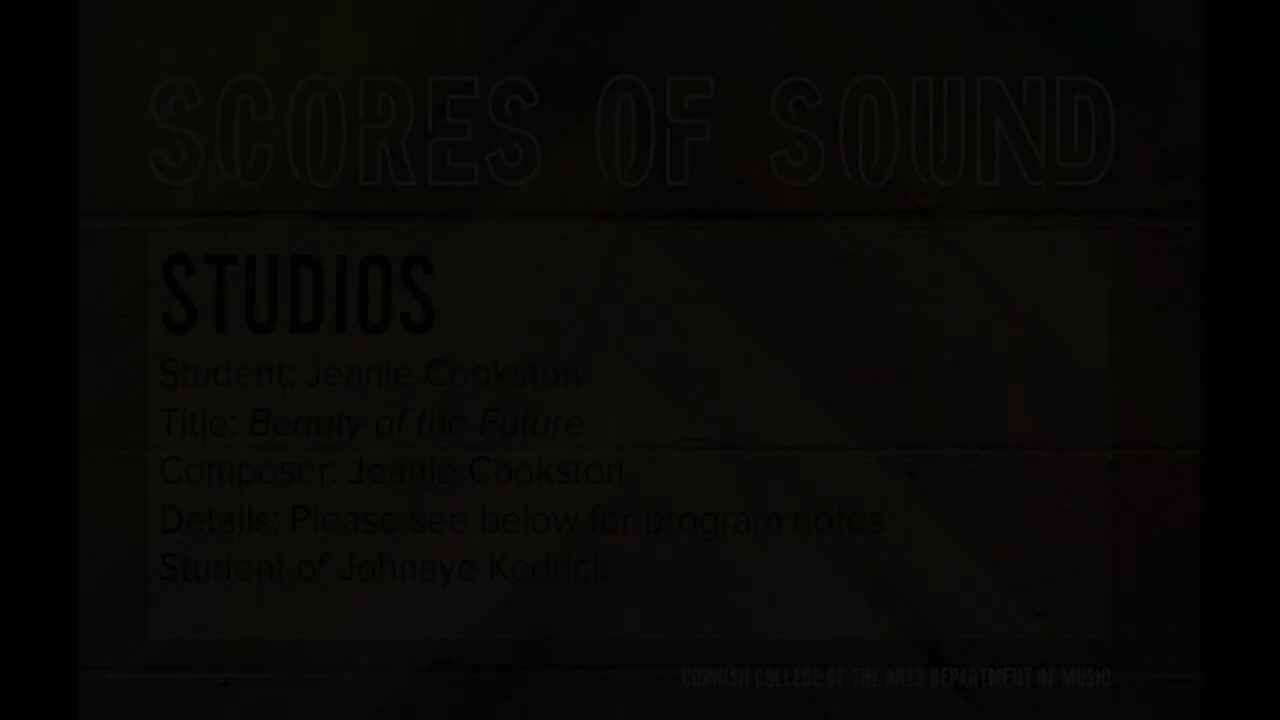 SCORES OF SOUND
STUDIOS
Student: Jeanie Cookston
Title: Beauty of the Future
Composer: Jeanie Cookston
Details: Please see below for program notes
Student of Johnaye Kedrick
CORNISH COLLEGE OF THE ARTS DEPARTMENT OF MUSIC